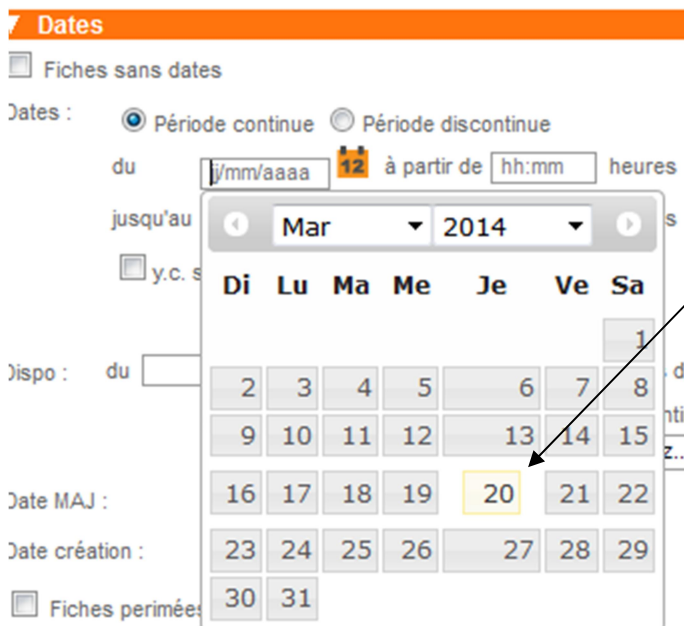 Dates
Fiches sans dates
Dates : Période continue Période discontinue
du jj/mm/aaaa 12 à partir de hh:mm heures
jusqu'au Mar 2014 s
y.c. s
Di Lu Ma Me Je Ve Sa
1
Dispo : du d
2 3 4 5 6 7 8
nti
9 10 11 12 13 14 15
z..
16 17 18 19 20 21 22
Date MAJ :
Date création : 23 24 25 26 27 28 29
Fiches perimées 30 31